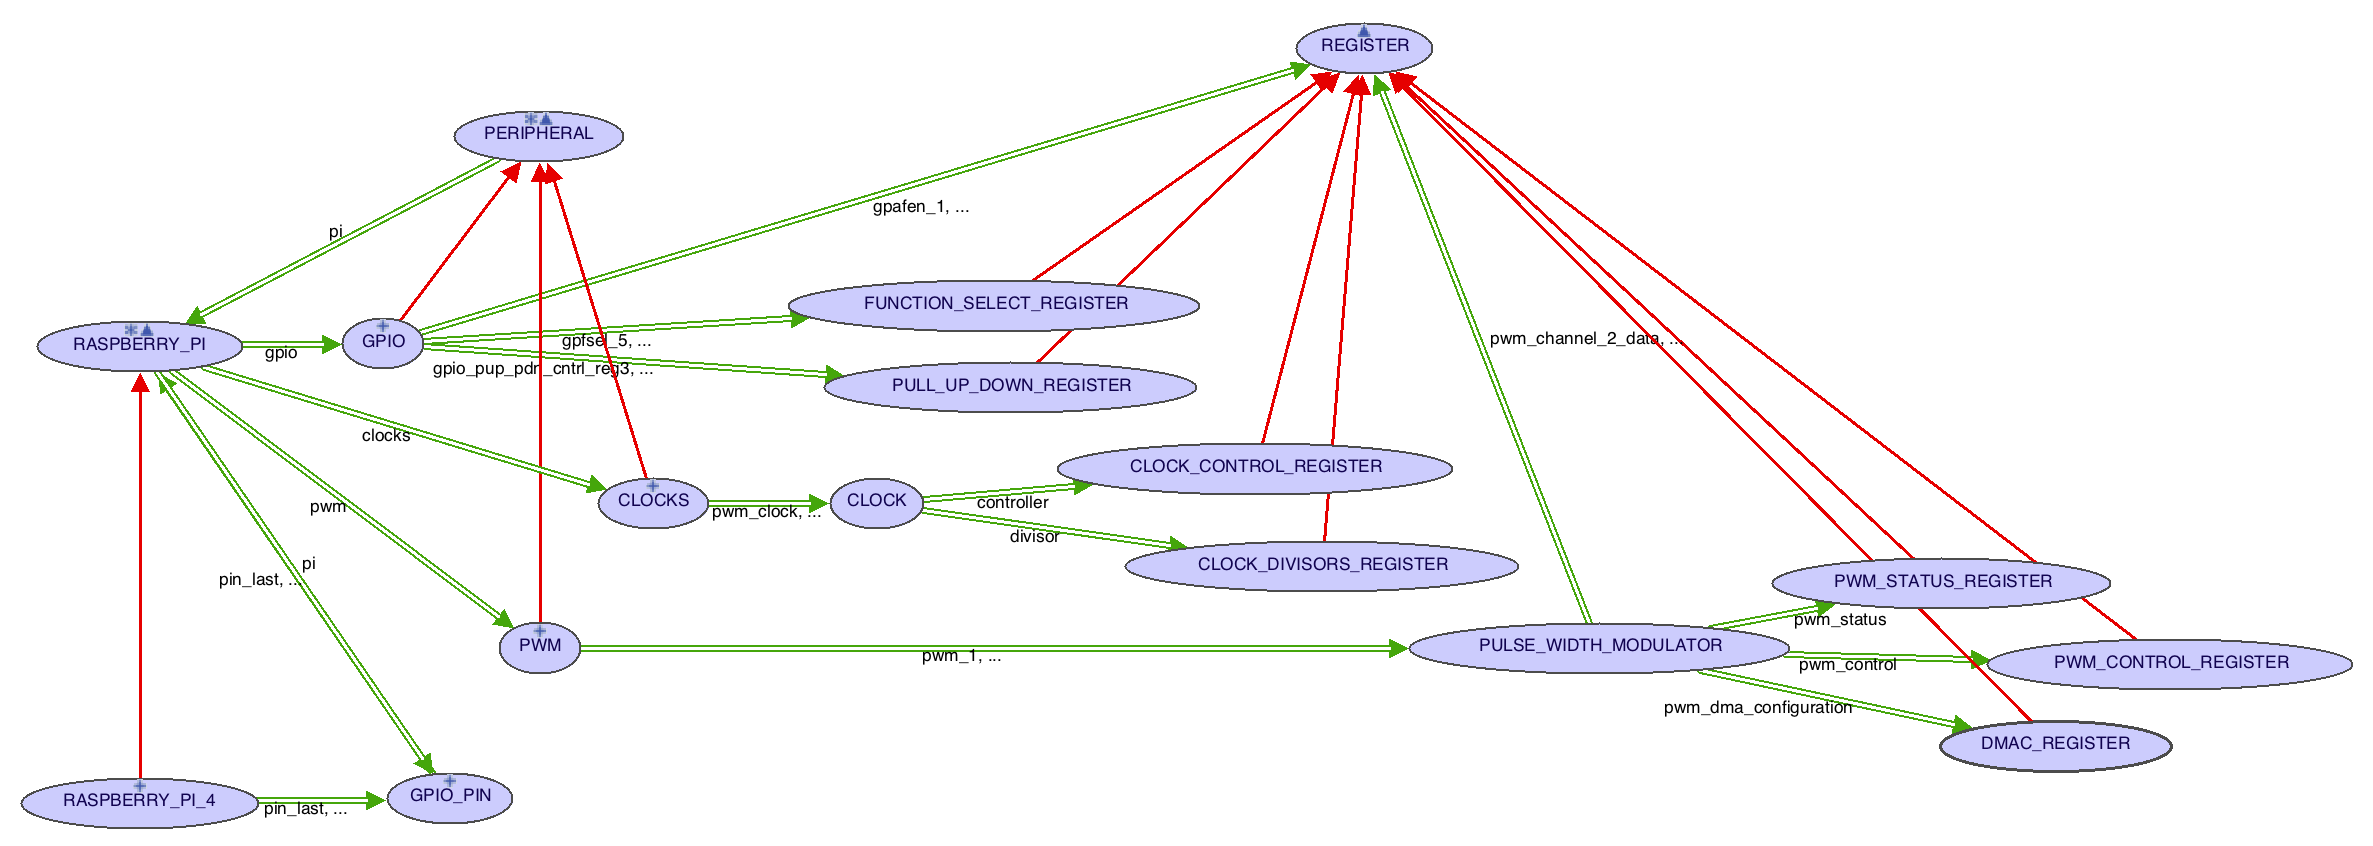 REGISTER
PERIPHERAL
gpafen_1, ...
pi
FUNCTION_SELECT_REGISTER
RASPBERRY_PI
gpio
GPIO
gpfsel_5, ...
pwm_channel_2_data, ...
gpio_pup_pdn_cntrl_reg3, ...
PULL_UP_DOWN_REGISTER
clocks
CLOCK_CONTROL_REGISTER
CLOCKS
pwm_clock, ...
CLOCK
controller
pwm
divisor
pi
pin_last, ...
CLOCK_DIVISORS_REGISTER
PWM_STATUS_REGISTER
pwm_status
PWM
pwm_1, ...
PULSE_WIDTH_MODULATOR
pwm_control
PWM_CONTROL_REGISTER
pwm_dma_configuration
DMAC_REGISTER
RASPBERRY_PI_4
pin_last, ...
GPIO_PIN